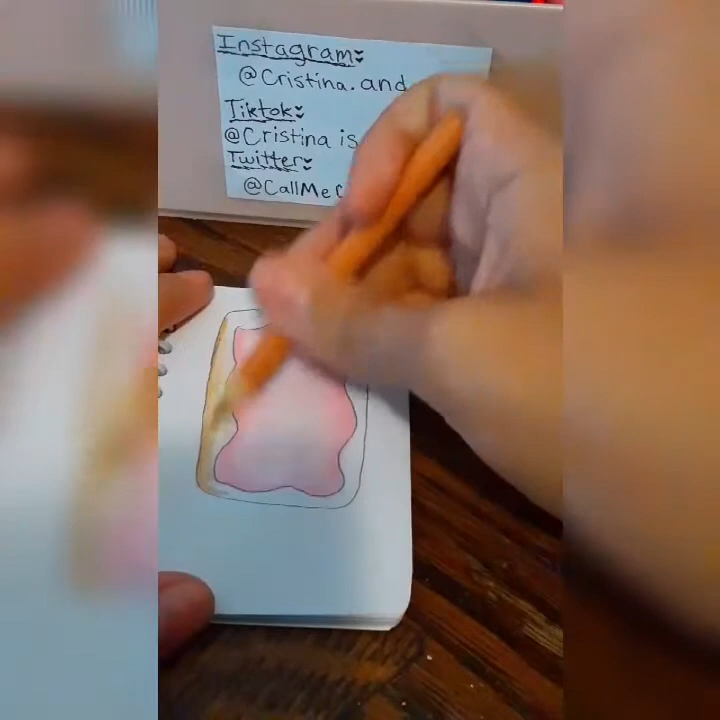 Instagram:
@Cristina.and
Tiktok:
@Cristina is
Twitter:
@CallMe